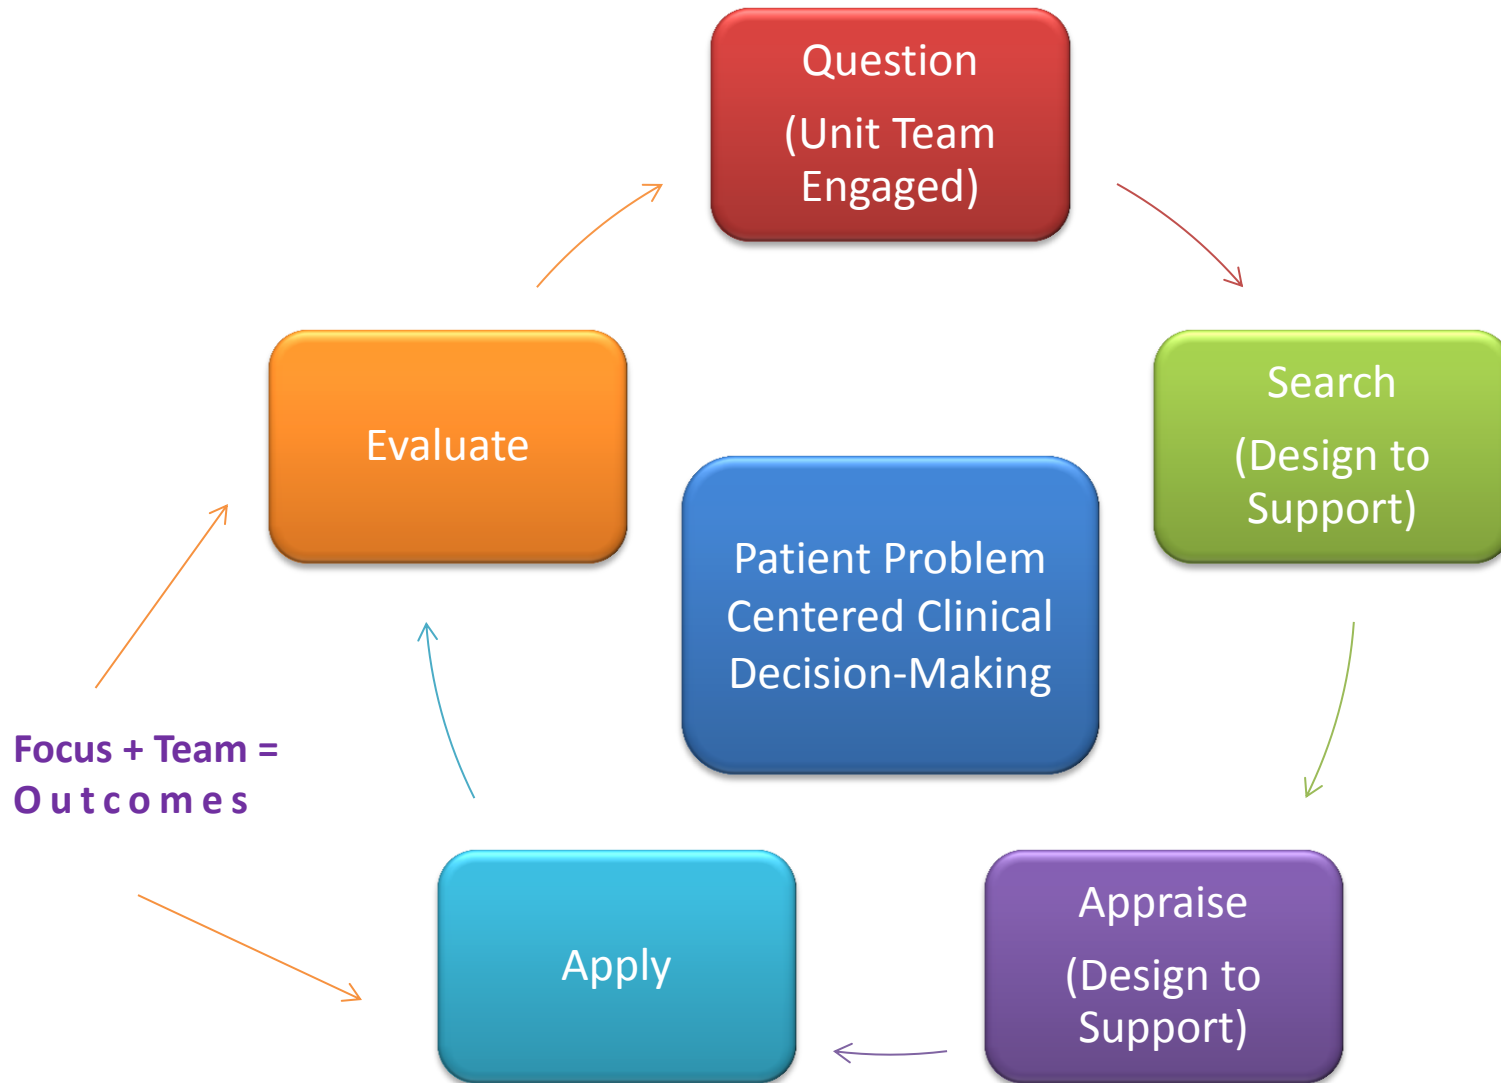 Question
(Unit Team
Engaged)
Search
(Design to
Support)
Evaluate
Patient Problem
Centered Clinical
Decision-Making
Focus + Team =
Outcomes
Apply
Appraise
(Design to
Support)